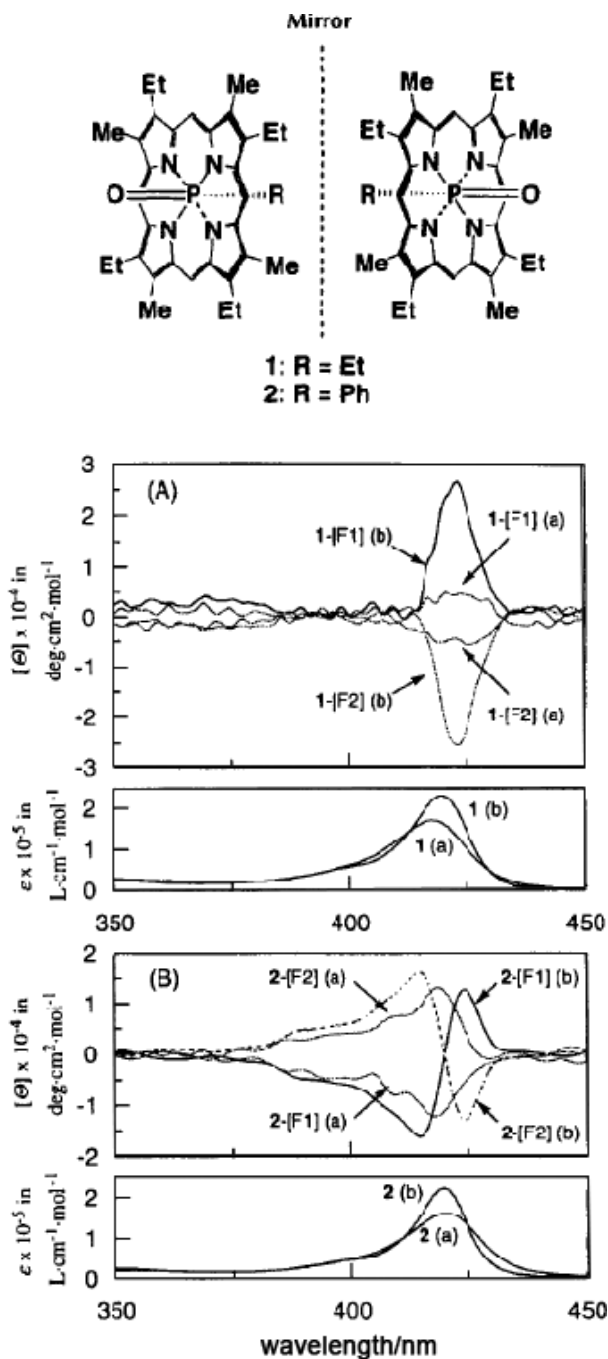 Mirror
Et Me Me Et
Me Et Et Me
N N N N
O P R R P O
N N N N
Et Me Me Et
Me Et Et Me
1: R = Et
2: R = Ph
(A)
3
2
1
0
-1
-2
-3
[Θ] x 10⁻⁴ in
deg·cm²·mol⁻¹
1-[F1] (b)
1-[F1] (a)
1-[F2] (b)
1-[F2] (a)
ε x 10⁻⁵ in
L·cm⁻¹·mol⁻¹
2
1
0
1 (b)
1 (a)
350 400 450
(B)
2
1
0
-1
-2
[Θ] x 10⁻⁴ in
deg·cm²·mol⁻¹
2-[F2] (a)
2-[F1] (b)
2-[F1] (a)
2-[F2] (b)
ε x 10⁻⁵ in
L·cm⁻¹·mol⁻¹
2
1
0
2 (b)
2 (a)
350 400 450
wavelength/nm